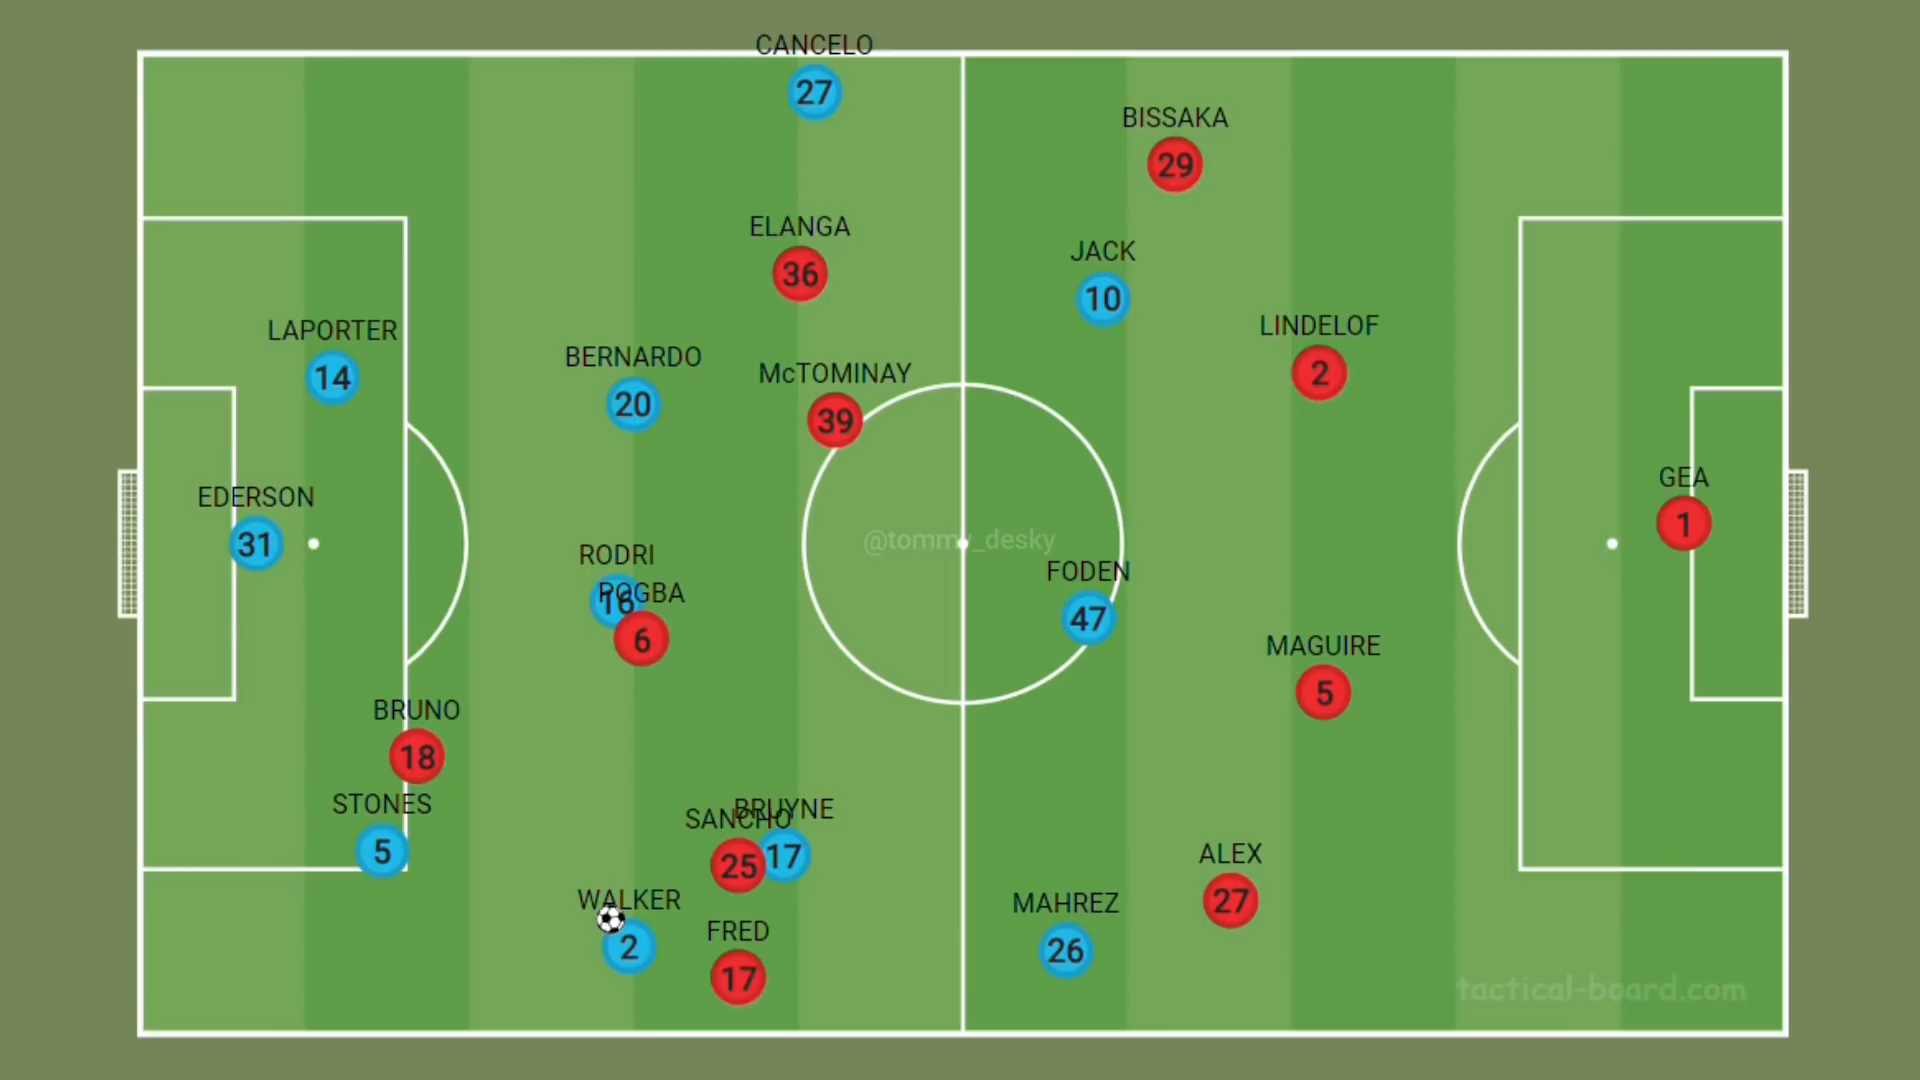 CANCELO
27
BISSAKA
29
ELANGA
36
JACK
10
LAPORTER
14
BERNARDO
20
McTOMINAY
39
LINDELOF
2
EDERSON
31
GEA
1
@tommy_desky
RODRI
16
POGBA
6
FODEN
47
MAGUIRE
5
BRUNO
18
STONES
5
SANCHO
25
BRUYNE
17
WALKER
2
FRED
17
MAHREZ
26
ALEX
27
tactical-board.com